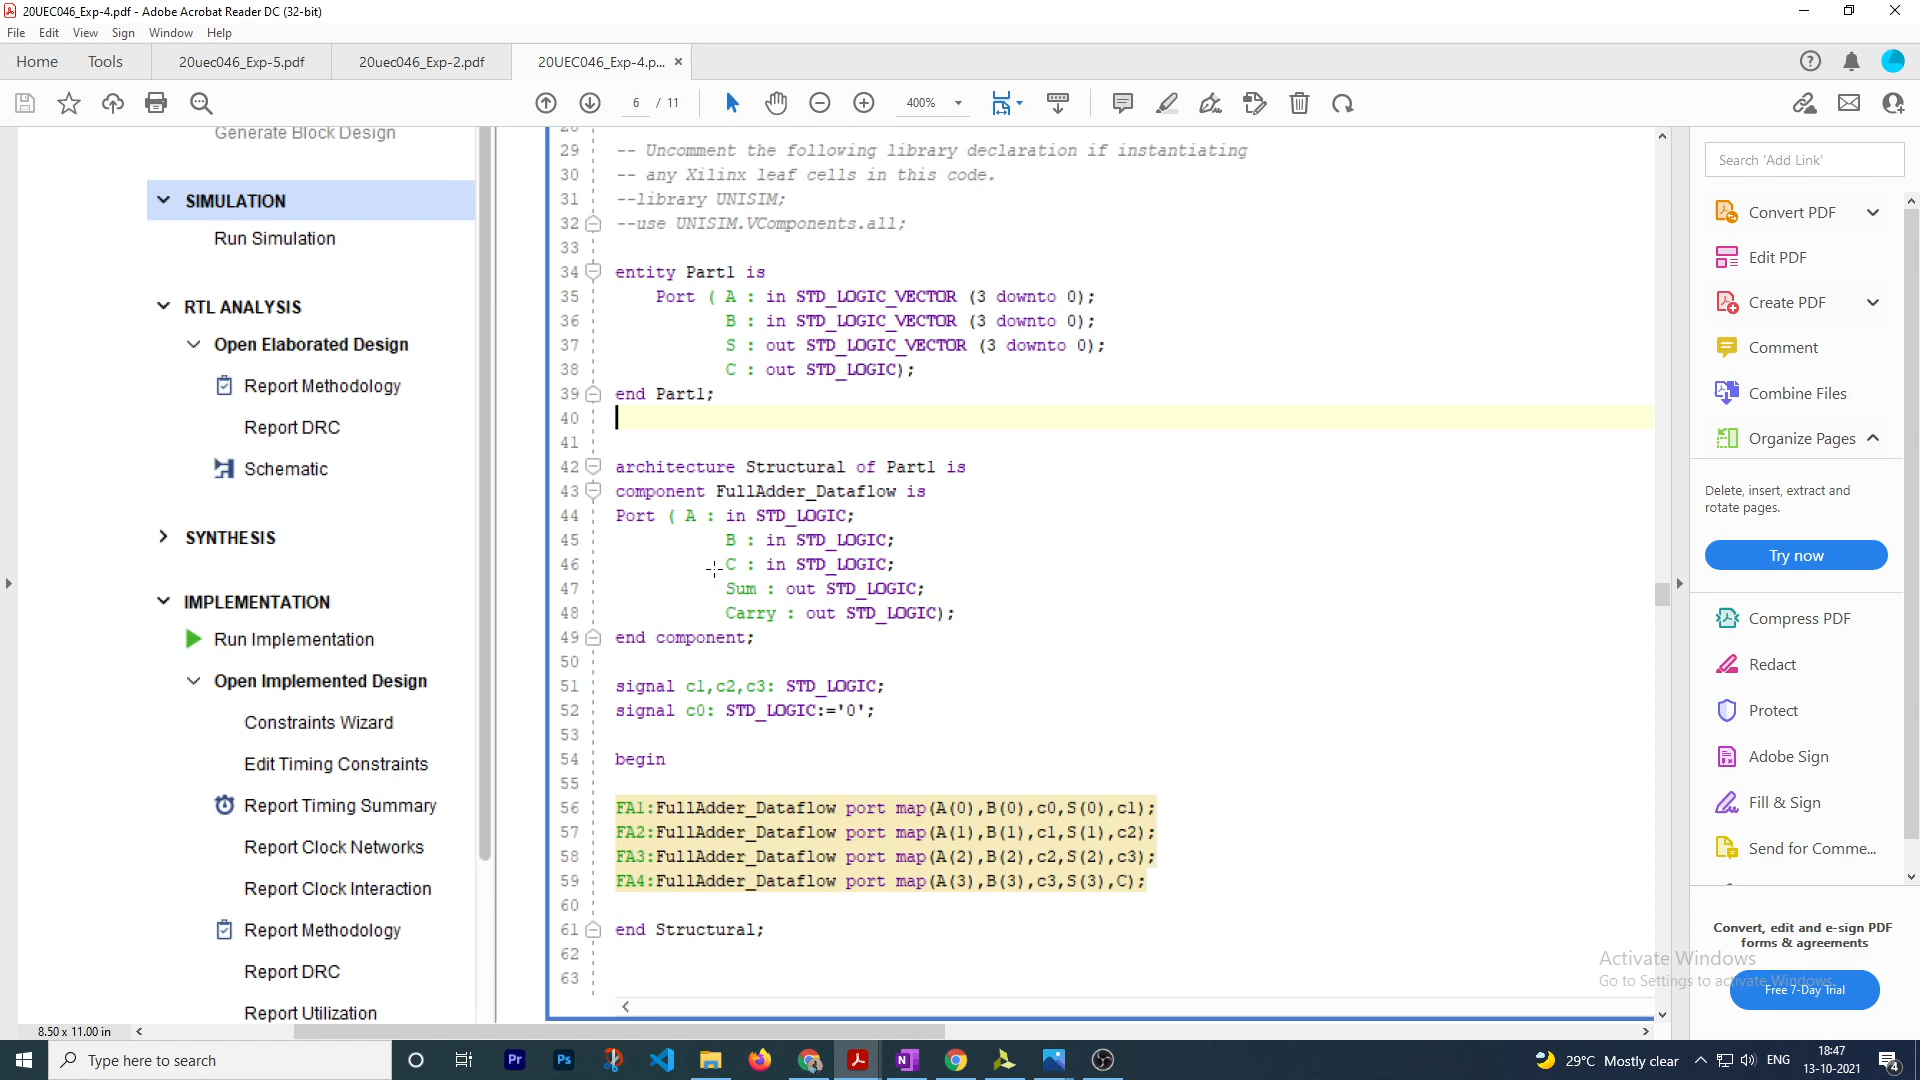 20UEC046_Exp-4.pdf - Adobe Acrobat Reader DC (32-bit)
File Edit View Sign Window Help
Home Tools 20uec046_Exp-5.pdf 20uec046_Exp-2.pdf 20UEC046_Exp-4.p... ×
6 / 11 400%
Generate Block Design
SIMULATION
Run Simulation
RTL ANALYSIS
Open Elaborated Design
Report Methodology
Report DRC
Schematic
SYNTHESIS
IMPLEMENTATION
Run Implementation
Open Implemented Design
Constraints Wizard
Edit Timing Constraints
Report Timing Summary
Report Clock Networks
Report Clock Interaction
Report Methodology
Report DRC
Report Utilization
8.50 x 11.00 in
29 -- Uncomment the following library declaration if instantiating
30 -- any Xilinx leaf cells in this code.
31 --library UNISIM;
32 --use UNISIM.VComponents.all;
33
34 entity Part1 is
35 Port ( A : in STD_LOGIC_VECTOR (3 downto 0);
36 B : in STD_LOGIC_VECTOR (3 downto 0);
37 S : out STD_LOGIC_VECTOR (3 downto 0);
38 C : out STD_LOGIC);
39 end Part1;
40
41
42 architecture Structural of Part1 is
43 component FullAdder_Dataflow is
44 Port ( A : in STD_LOGIC;
45 B : in STD_LOGIC;
46 C : in STD_LOGIC;
47 Sum : out STD_LOGIC;
48 Carry : out STD_LOGIC);
49 end component;
50
51 signal c1,c2,c3: STD_LOGIC;
52 signal c0: STD_LOGIC:='0';
53
54 begin
55
56 FA1:FullAdder_Dataflow port map(A(0),B(0),c0,S(0),c1);
57 FA2:FullAdder_Dataflow port map(A(1),B(1),c1,S(1),c2);
58 FA3:FullAdder_Dataflow port map(A(2),B(2),c2,S(2),c3);
59 FA4:FullAdder_Dataflow port map(A(3),B(3),c3,S(3),C);
60
61 end Structural;
62
63
Search 'Add Link'
Convert PDF
Edit PDF
Create PDF
Comment
Combine Files
Organize Pages
Delete, insert, extract and
rotate pages.
Try now
Compress PDF
Redact
Protect
Adobe Sign
Fill & Sign
Send for Comme...
Convert, edit and e-sign PDF
forms & agreements
Free 7-Day Trial
Activate Windows
Go to Settings to activate Windows.
Type here to search
Pr
Ps
29°C Mostly clear
ENG
18:47
13-10-2021
4